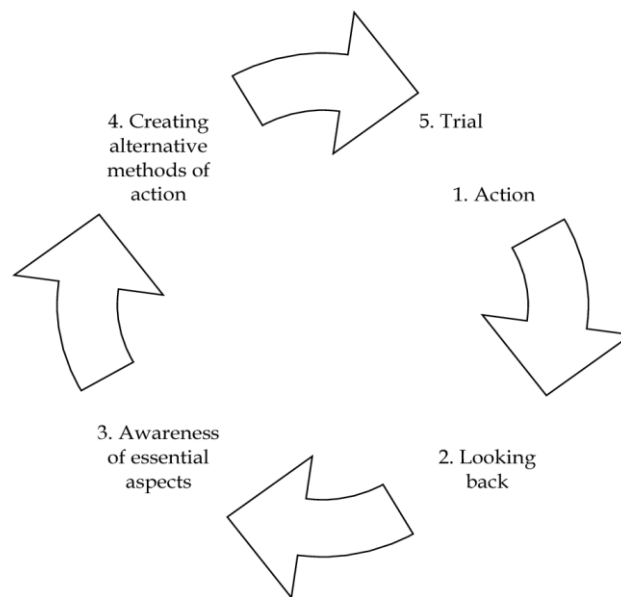 4. Creating
alternative
methods of
action
5. Trial
1. Action
3. Awareness
of essential
aspects
2. Looking
back